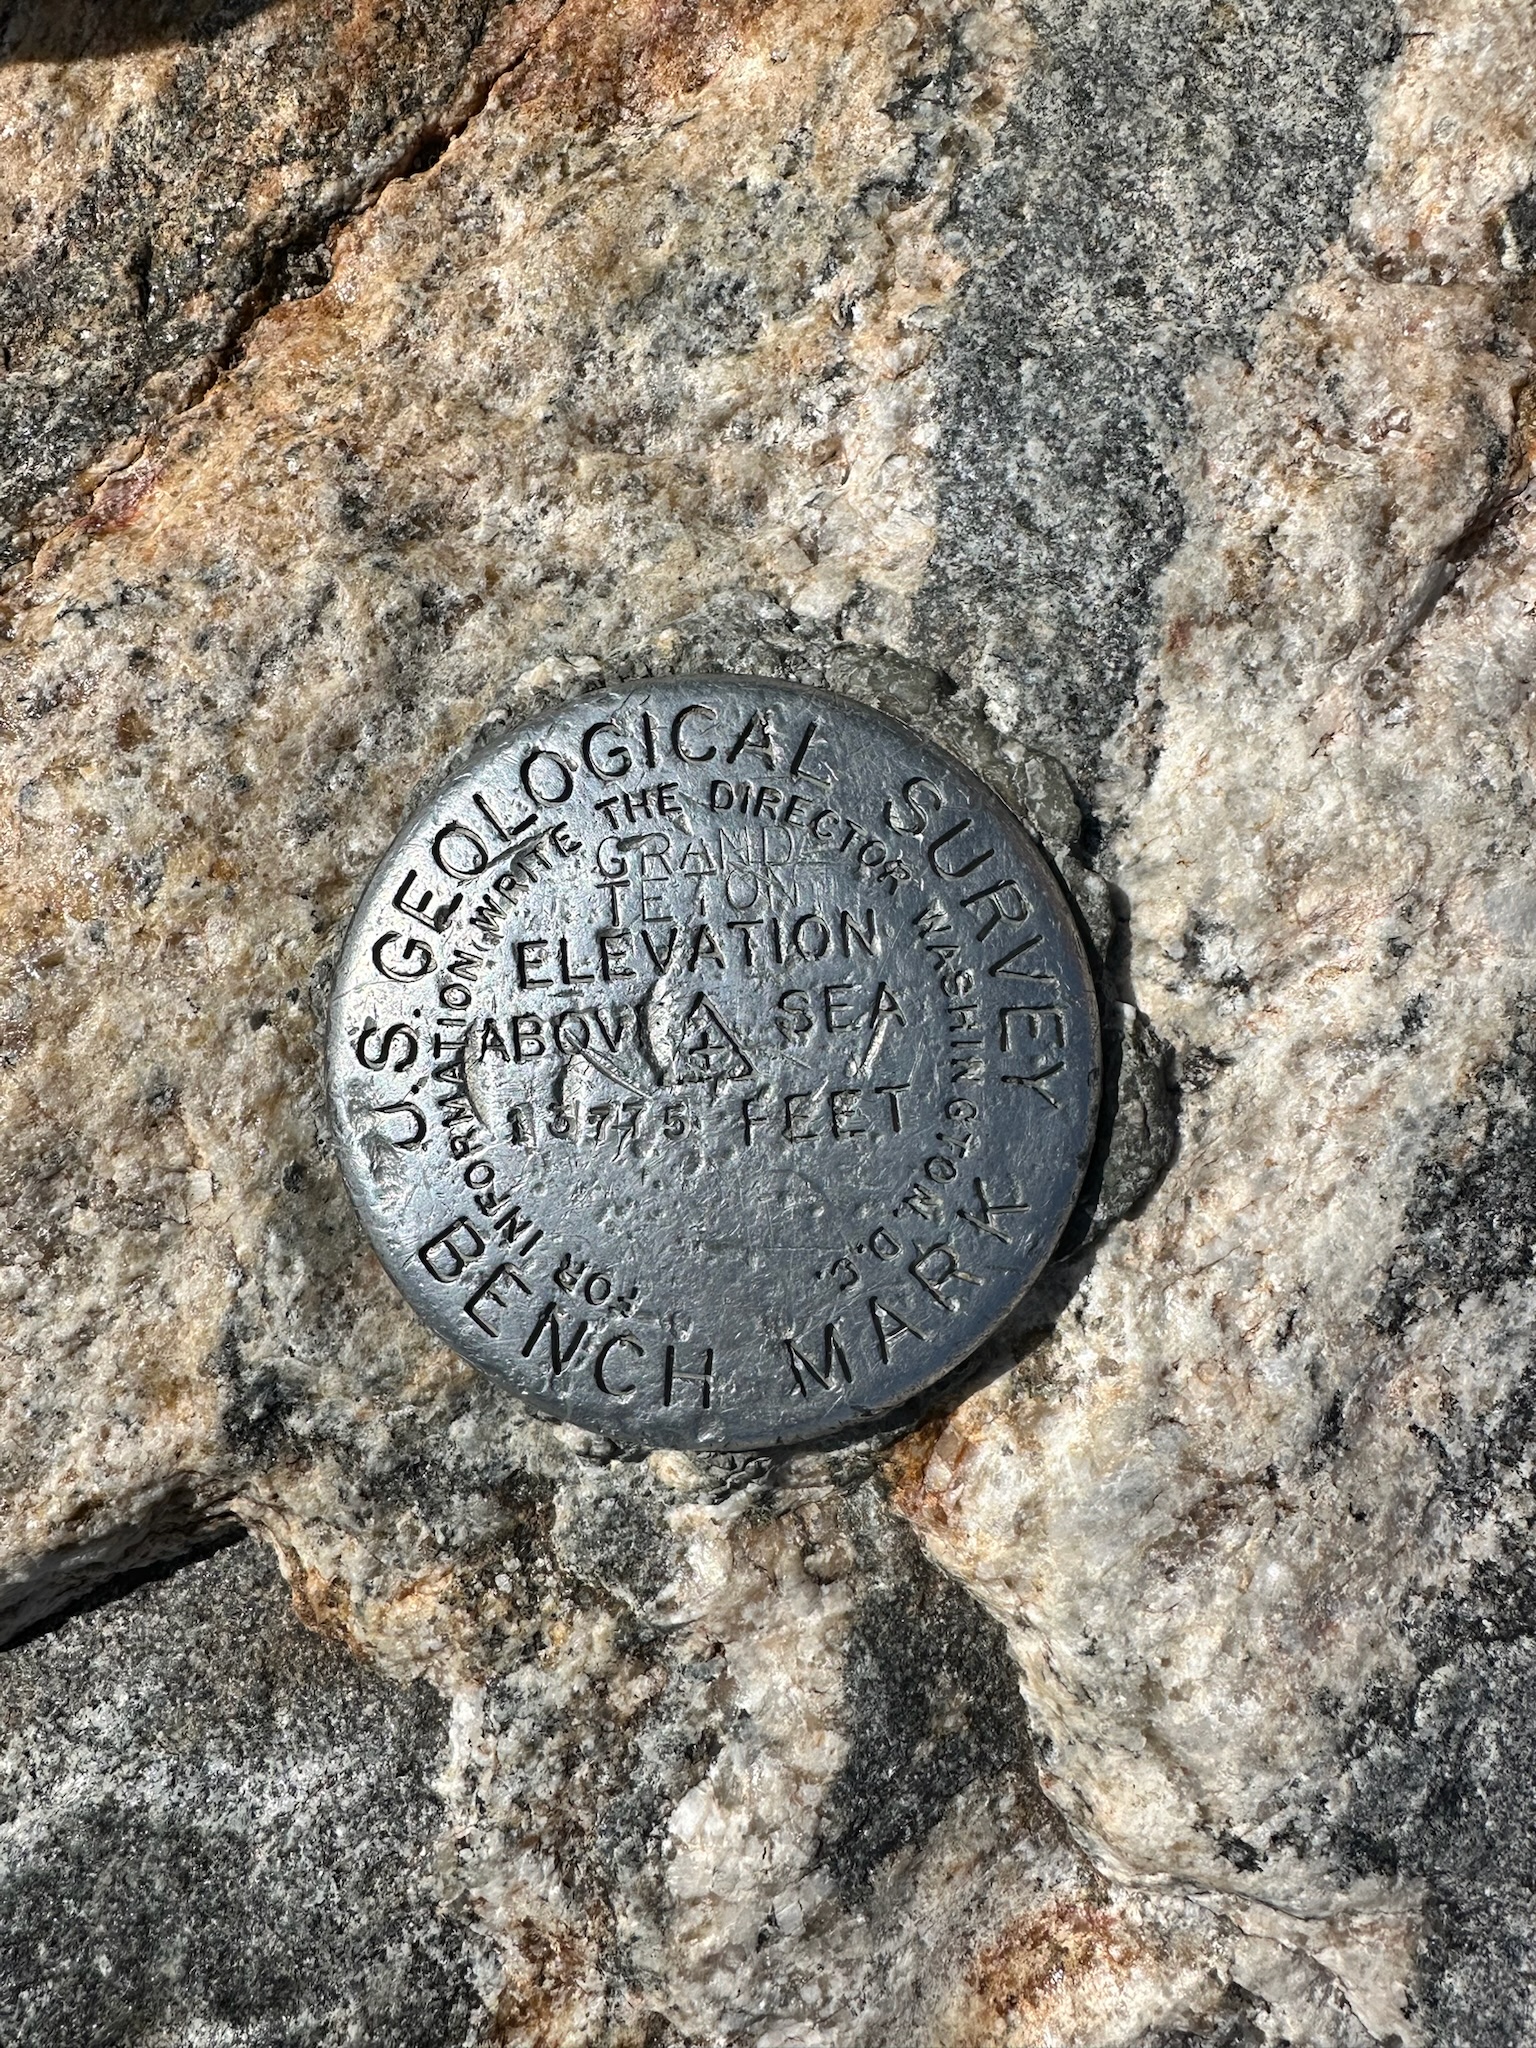 U.S. GEOLOGICAL SURVEY
FOR INFORMATION WRITE THE DIRECTOR WASHINGTON, D.C.
GRAND
TETON
ELEVATION
ABOVE SEA
13775 FEET
BENCH MARK